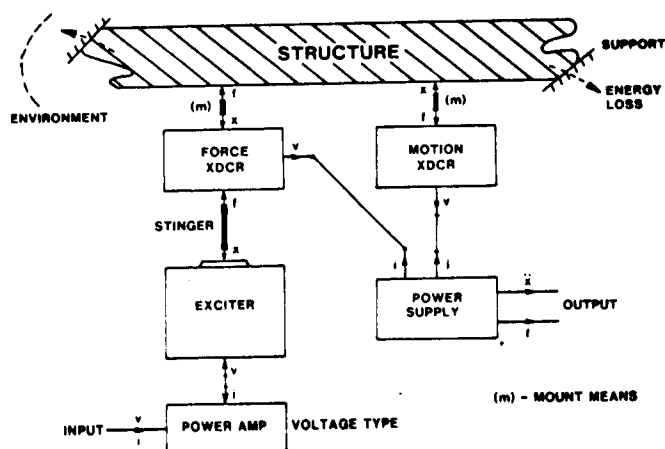 STRUCTURE
SUPPORT
ENERGY
LOSS
ENVIRONMENT
(m)
f
x
x
(m)
f
FORCE
XDCR
v
MOTION
XDCR
f
STINGER
x
v
i
i
EXCITER
POWER
SUPPLY
ẍ
OUTPUT
f
v
i
(m) - MOUNT MEANS
INPUT
v
i
POWER AMP
VOLTAGE TYPE